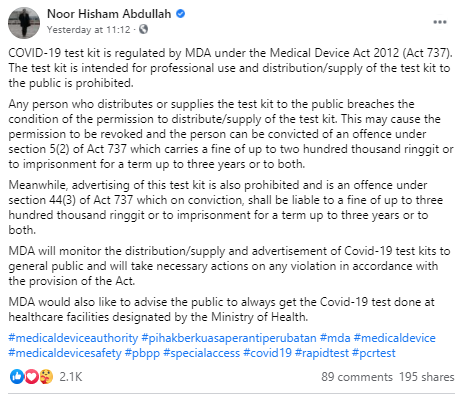 Noor Hisham Abdullah
Yesterday at 11:12 ·
COVID-19 test kit is regulated by MDA under the Medical Device Act 2012 (Act 737).
The test kit is intended for professional use and distribution/supply of the test kit to
the public is prohibited.
Any person who distributes or supplies the test kit to the public breaches the
condition of the permission to distribute/supply of the test kit. This may cause the
permission to be revoked and the person can be convicted of an offence under
section 5(2) of Act 737 which carries a fine of up to two hundred thousand ringgit or
to imprisonment for a term up to three years or to both.
Meanwhile, advertising of this test kit is also prohibited and is an offence under
section 44(3) of Act 737 which on conviction, shall be liable to a fine of up to three
hundred thousand ringgit or to imprisonment for a term up to three years or to
both.
MDA will monitor the distribution/supply and advertisement of Covid-19 test kits to
general public and will take necessary actions on any violation in accordance with
the provision of the Act.
MDA would also like to advise the public to always get the Covid-19 test done at
healthcare facilities designated by the Ministry of Health.
#medicaldeviceauthority #pihakberkuasaperantiperubatan #mda #medicaldevice
#medicaldevicesafety #pbpp #specialaccess #covid19 #rapidtest #pcrtest
2.1K 89 comments 195 shares